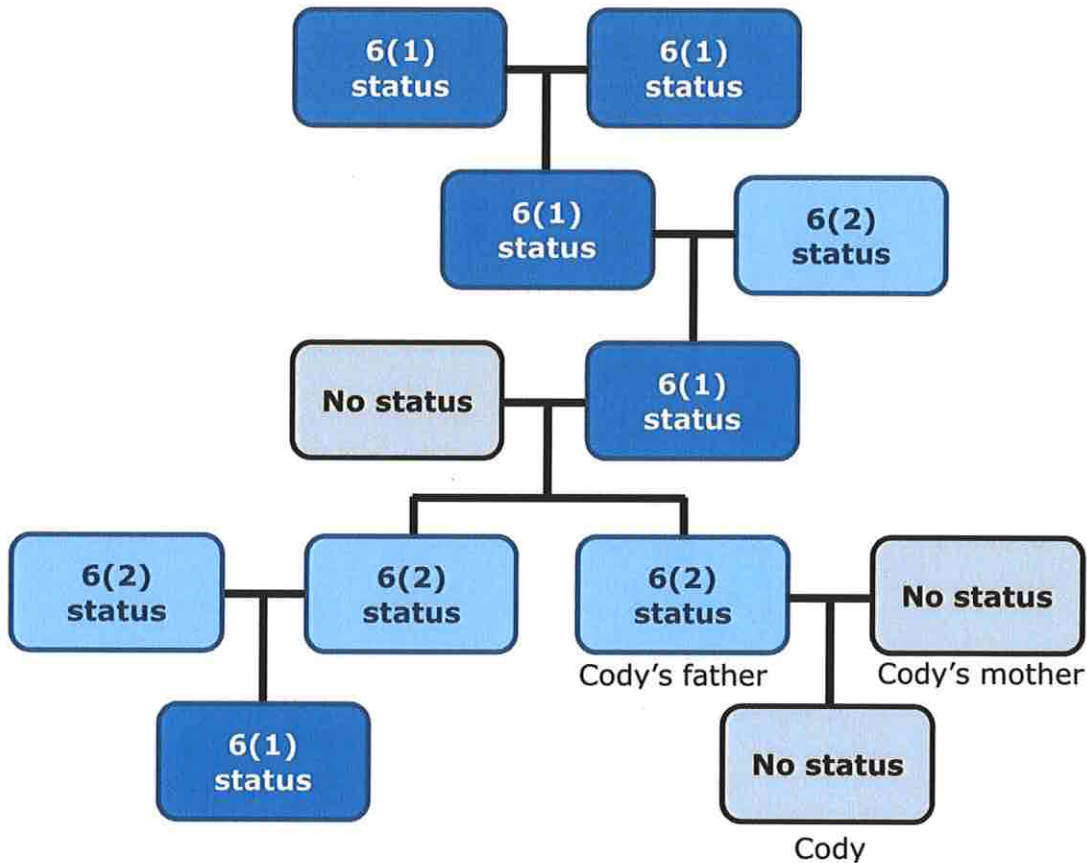 6(1)
status
6(1)
status
6(1)
status
6(2)
status
No status
6(1)
status
6(2)
status
6(2)
status
6(2)
status
No status
Cody's father
Cody's mother
6(1)
status
No status
Cody